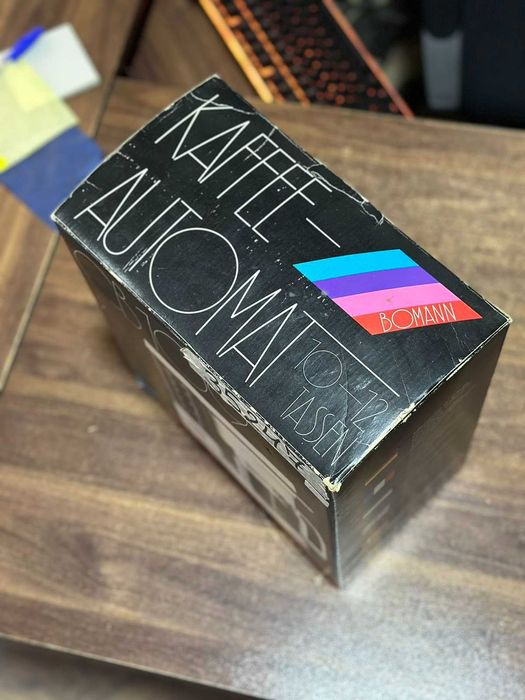 KAFFEE-
AUTOMAT
10-12
TASSEN
BOMANN